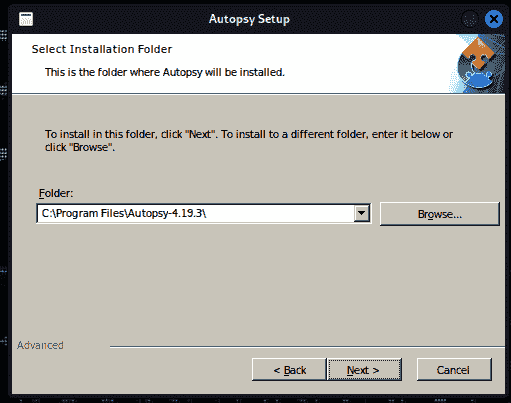 Autopsy Setup
Select Installation Folder
This is the folder where Autopsy will be installed.
To install in this folder, click "Next". To install to a different folder, enter it below or
click "Browse".
Folder:
C:\Program Files\Autopsy-4.19.3\
Browse...
Advanced
< Back
Next >
Cancel